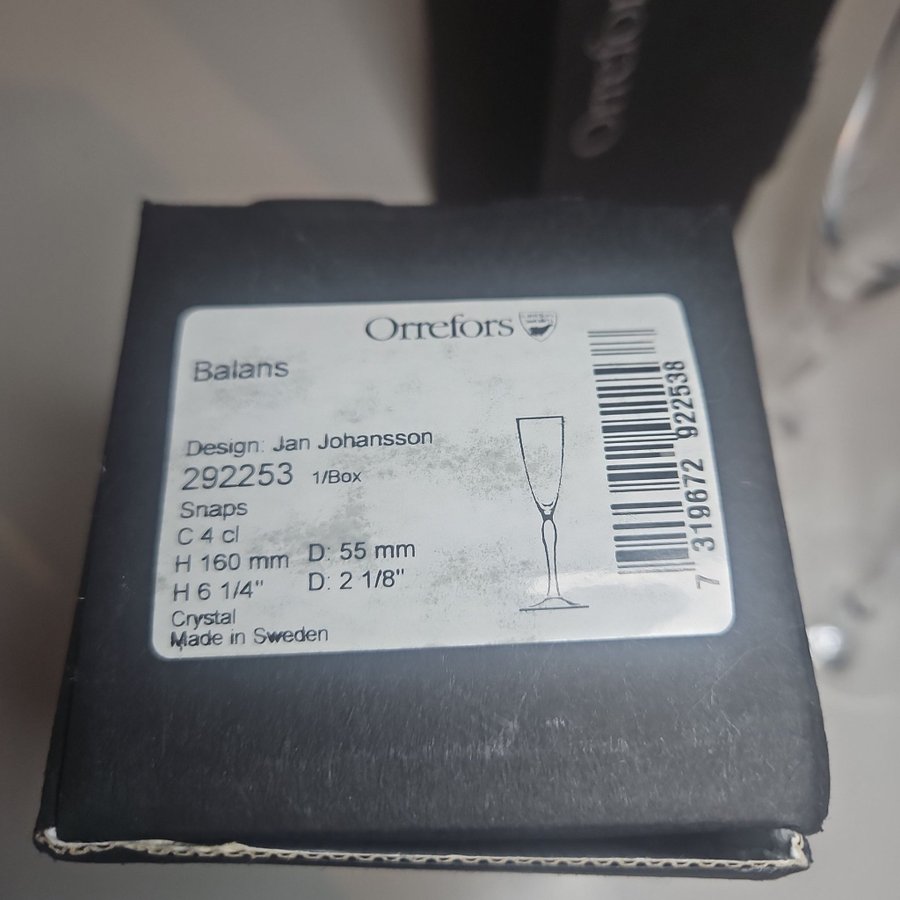 Orrefors
Orrefors
Balans
Design: Jan Johansson
292253 1/Box
Snaps
C 4 cl
H 160 mm D: 55 mm
H 6 1/4" D: 2 1/8"
Crystal
Made in Sweden
7 319672 922538